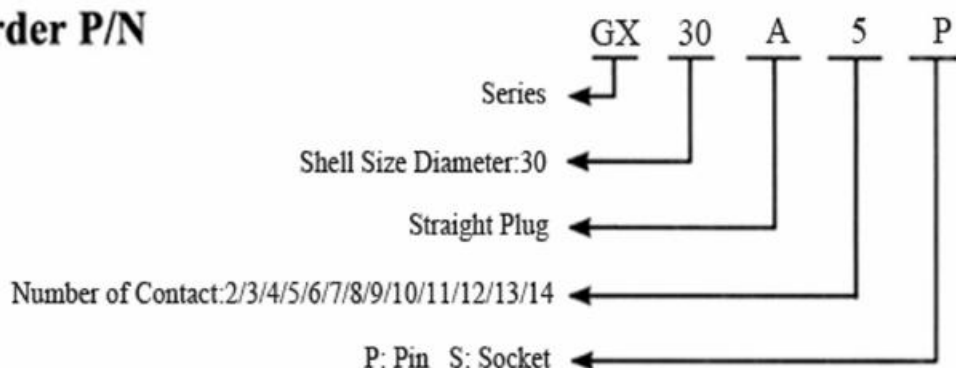 rder P/N
GX 30 A 5 P
Series
Shell Size Diameter:30
Straight Plug
Number of Contact:2/3/4/5/6/7/8/9/10/11/12/13/14
P: Pin S: Socket